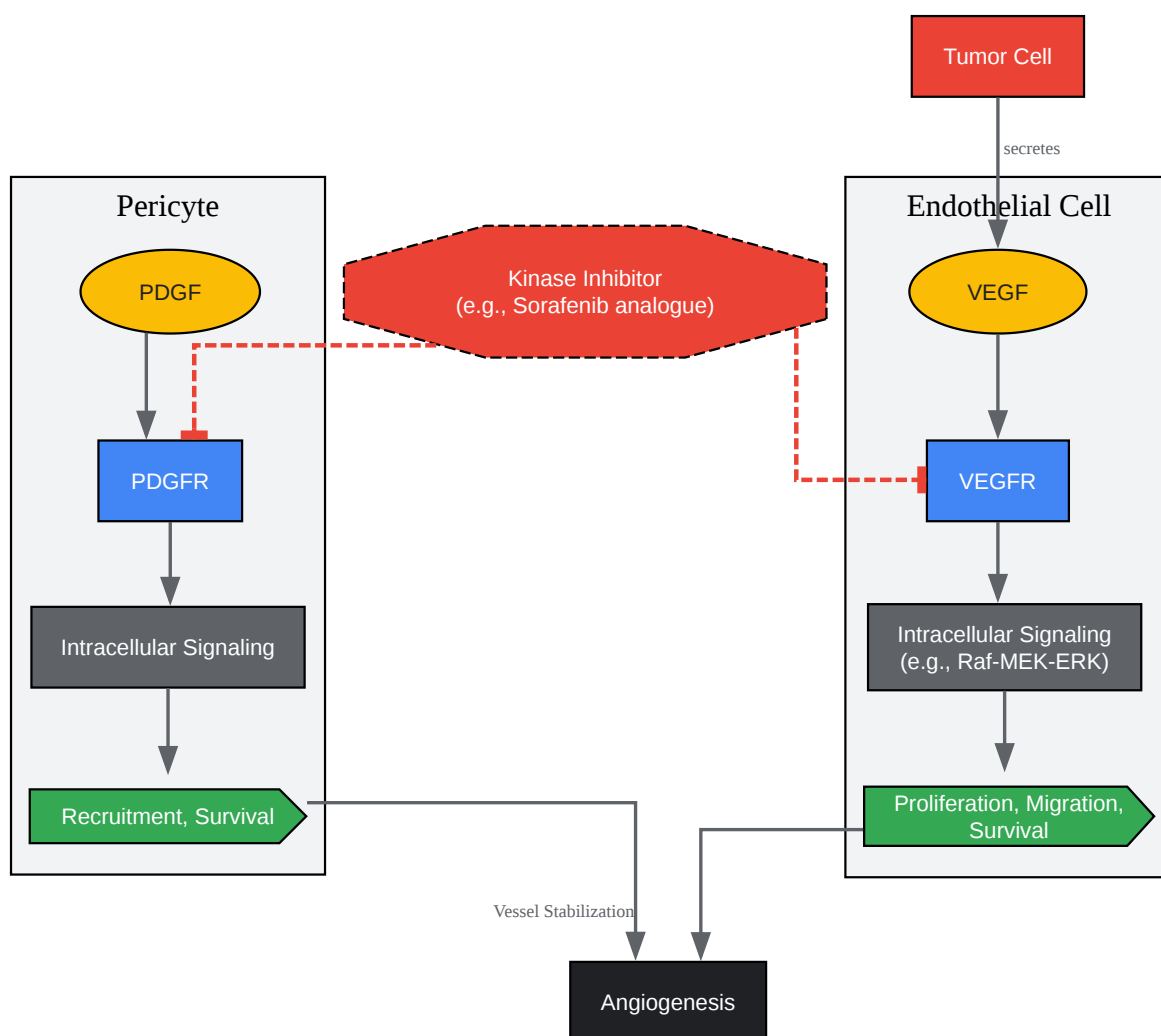 Tumor Cell
secretes
Pericyte
Endothelial Cell
Kinase Inhibitor
(e.g., Sorafenib analogue)
PDGF
VEGF
PDGFR
VEGFR
Intracellular Signaling
Intracellular Signaling
(e.g., Raf-MEK-ERK)
Recruitment, Survival
Proliferation, Migration,
Survival
Vessel Stabilization
Angiogenesis